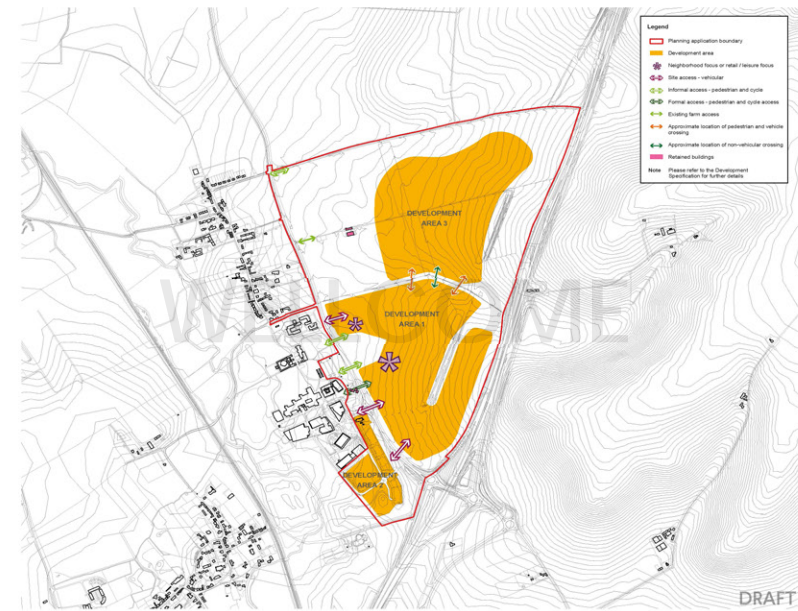 Legend
Planning application boundary
Development area
Neighborhood focus or retail / leisure focus
Site access - vehicular
Informal access - pedestrian and cycle
Formal access - pedestrian and cycle access
Existing farm access
Approximate location of pedestrian and vehicle
crossing
Approximate location of non-vehicular crossing
Retained buildings
Note Please refer to the Development
Specification for further details
DEVELOPMENT
AREA 3
WELLCOME
DEVELOPMENT
AREA 1
DEVELOPMENT
AREA 2
DRAFT